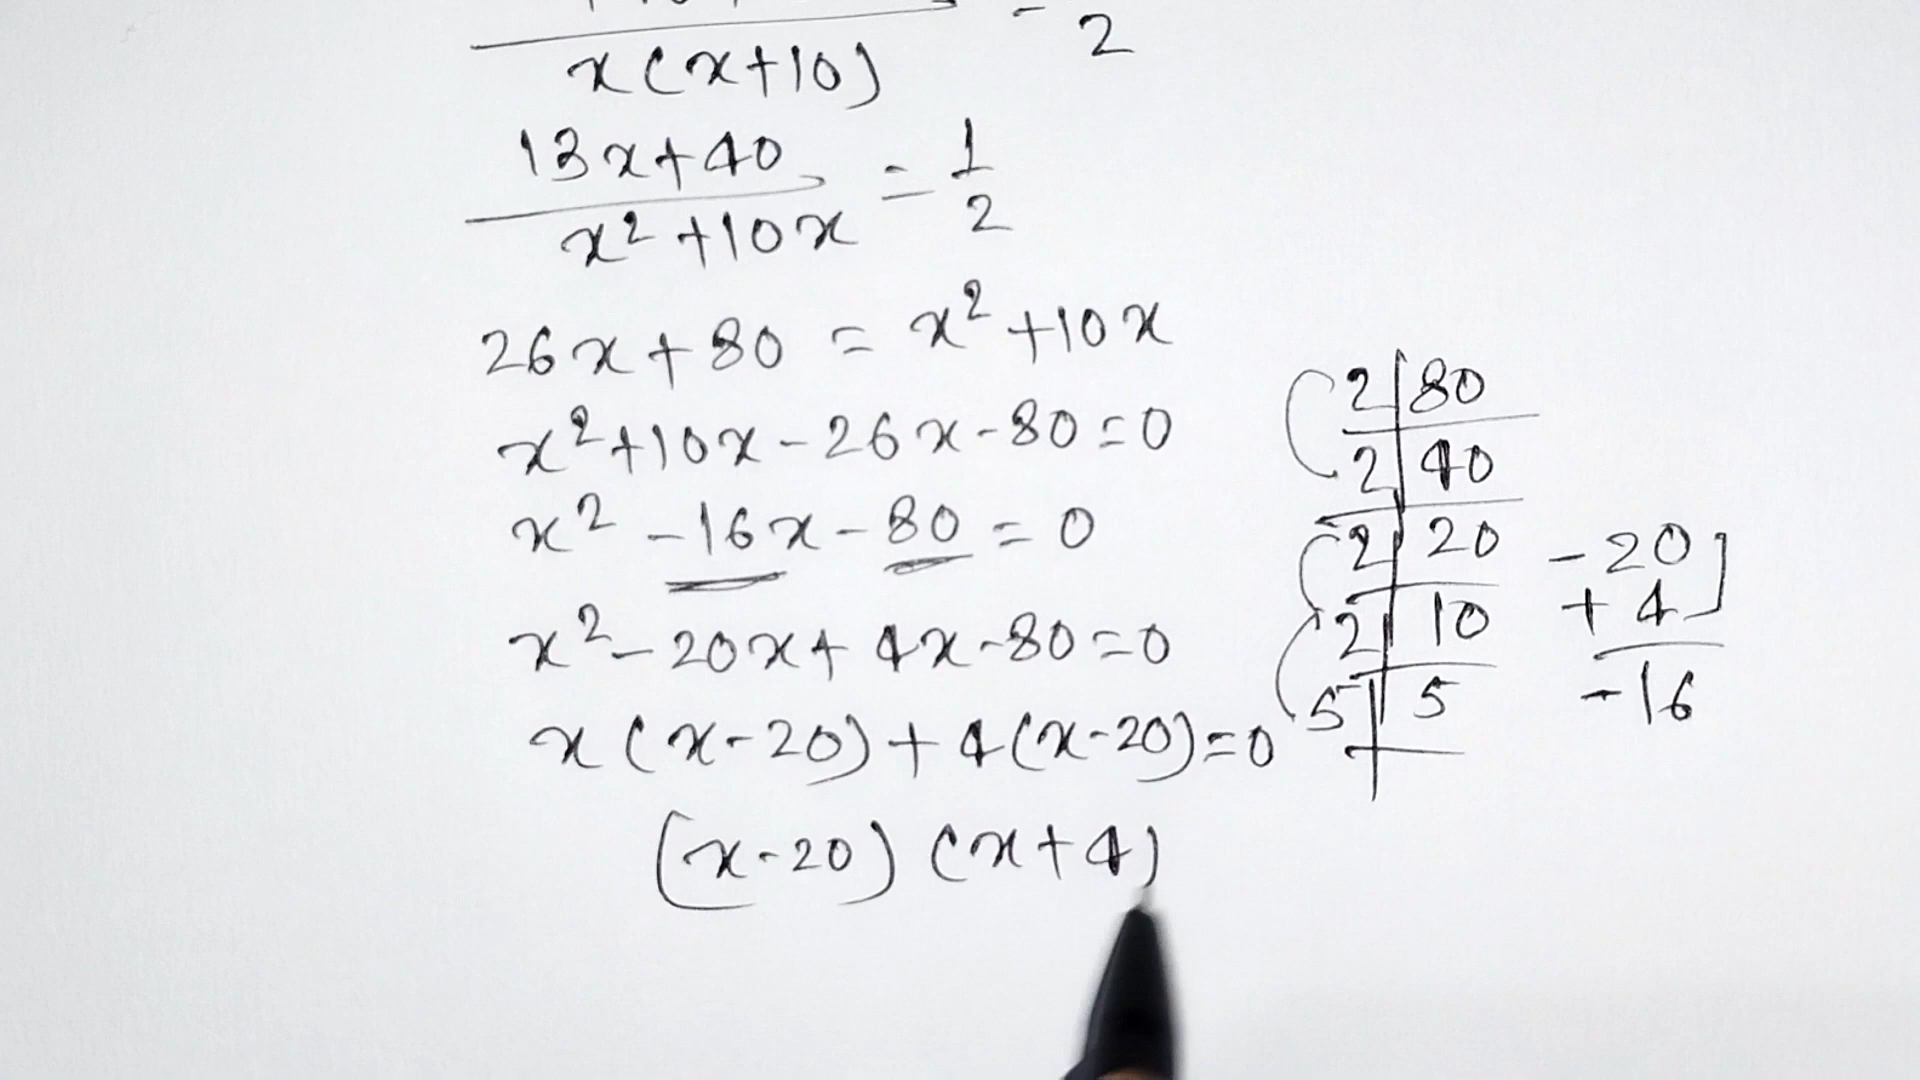 2
x(x+10)
13x+40 = 1
x²+10x 2
26x+80 = x²+10x
x²+10x-26x-80=0
x²-16x-80=0
x²-20x+4x-80=0
x(x-20)+4(x-20)=0
(x-20)(x+4)
2 80
2 40
2 20
2 10
5 5
-20
+4
-16